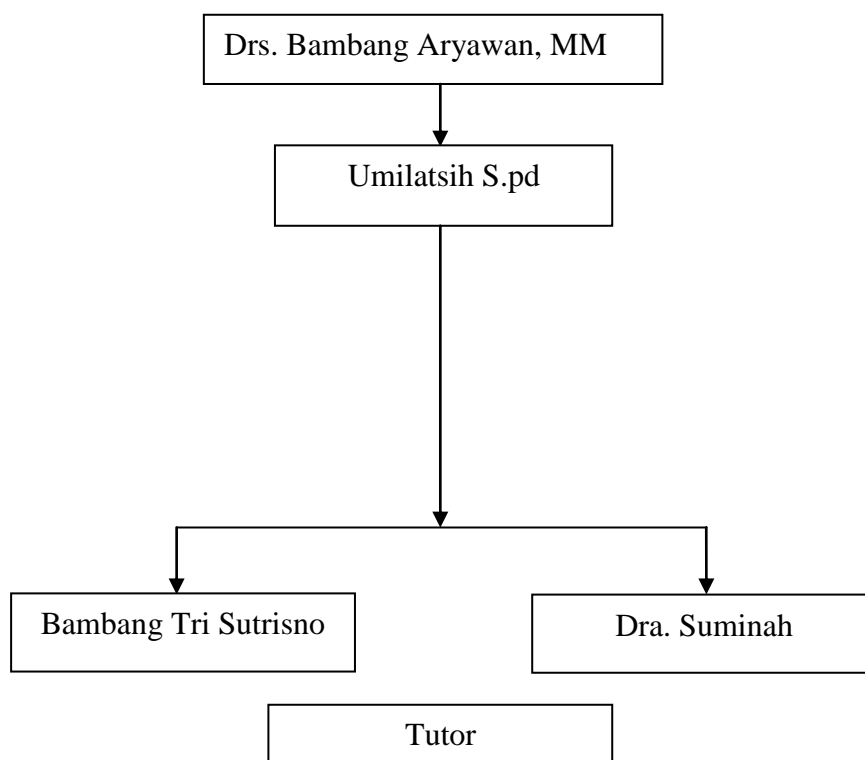 Drs. Bambang Aryawan, MM
Umilatsih S.pd
Bambang Tri Sutrisno
Dra. Suminah
Tutor